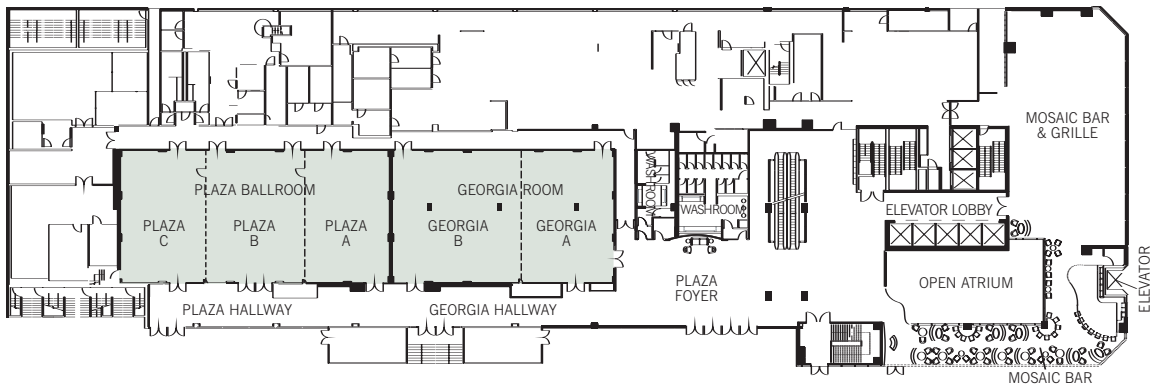 MOSAIC BAR
& GRILLE
PLAZA BALLROOM
GEORGIA ROOM
WASHROOM
WASHROOM
ELEVATOR LOBBY
PLAZA
C
PLAZA
B
PLAZA
A
GEORGIA
B
GEORGIA
A
PLAZA
FOYER
OPEN ATRIUM
ELEVATOR
PLAZA HALLWAY
GEORGIA HALLWAY
MOSAIC BAR